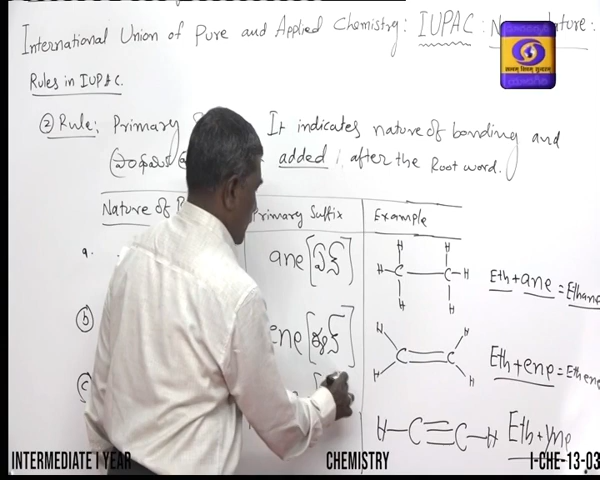 International Union of Pure and Applied Chemistry: IUPAC:
Rules in IUPAC.
② Rule: Primary It indicates nature of bonding and
added after the Root word.
Nature of Primary Suffix Example
a. ane [ఏన్] H H H-C-C-H H H Eth+ane=Ethane
ⓑ ene H H C=C H H Eth+ene=Ethene
ⓒ H-C≡C-H Eth+yne
INTERMEDIATE I YEAR CHEMISTRY I-CHE-13-03